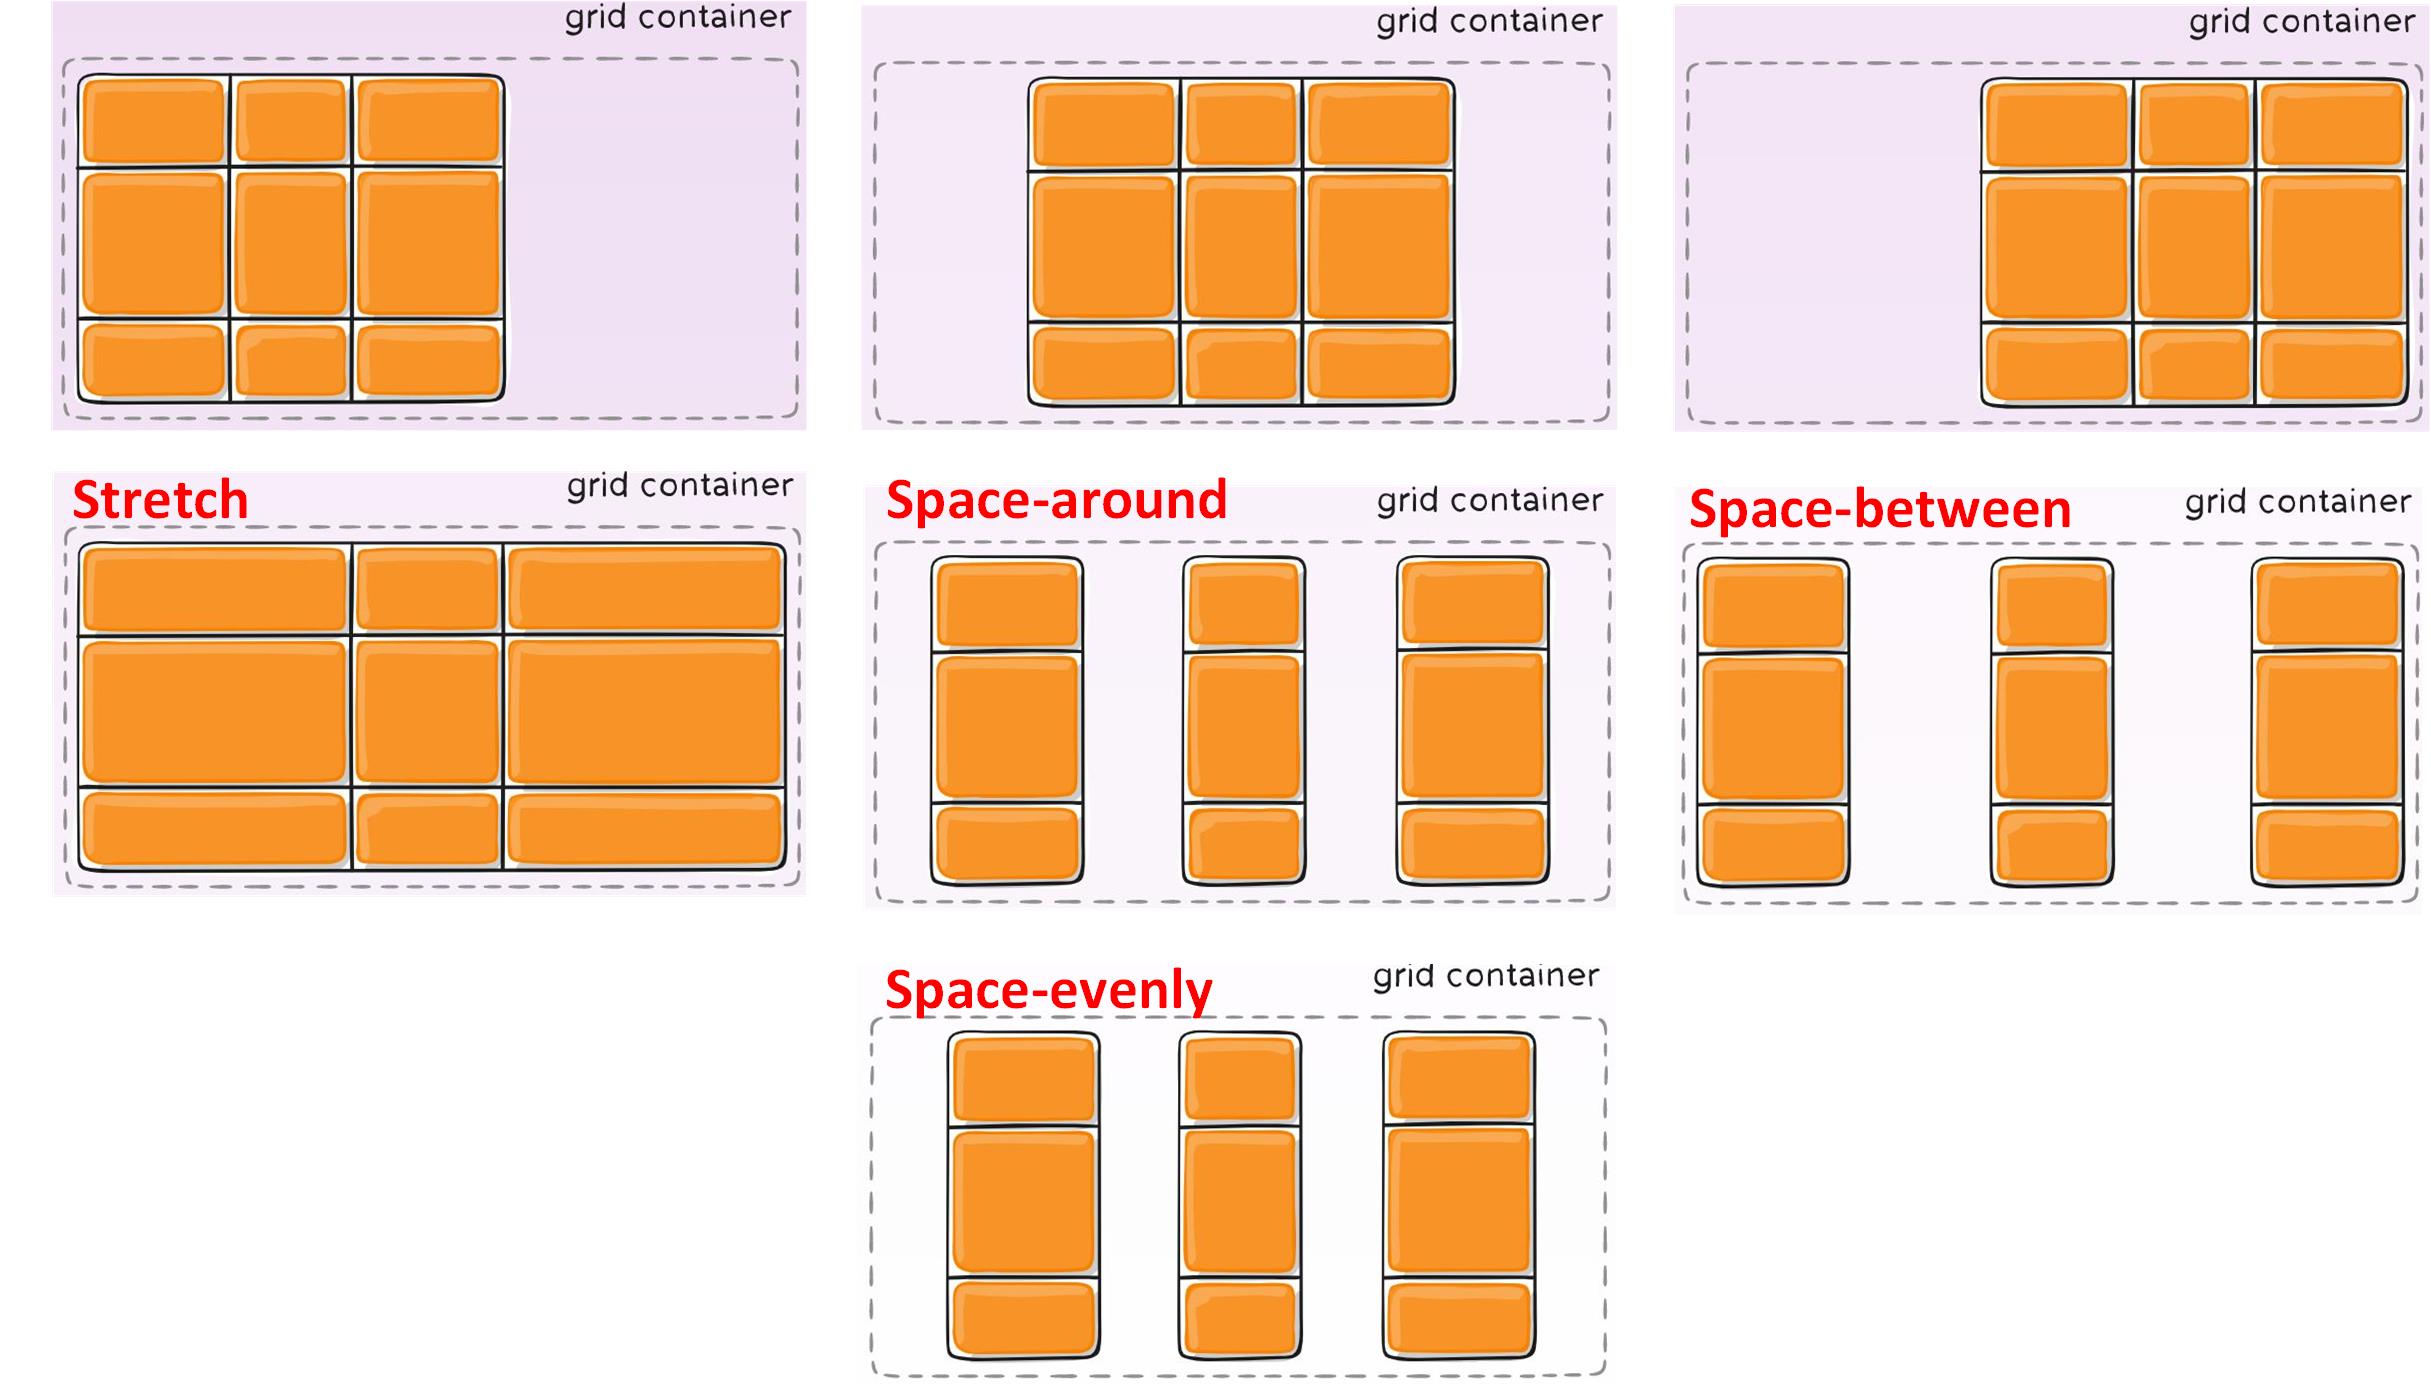 grid container
grid container
grid container
Stretch
grid container
Space-around
grid container
Space-between
grid container
Space-evenly
grid container